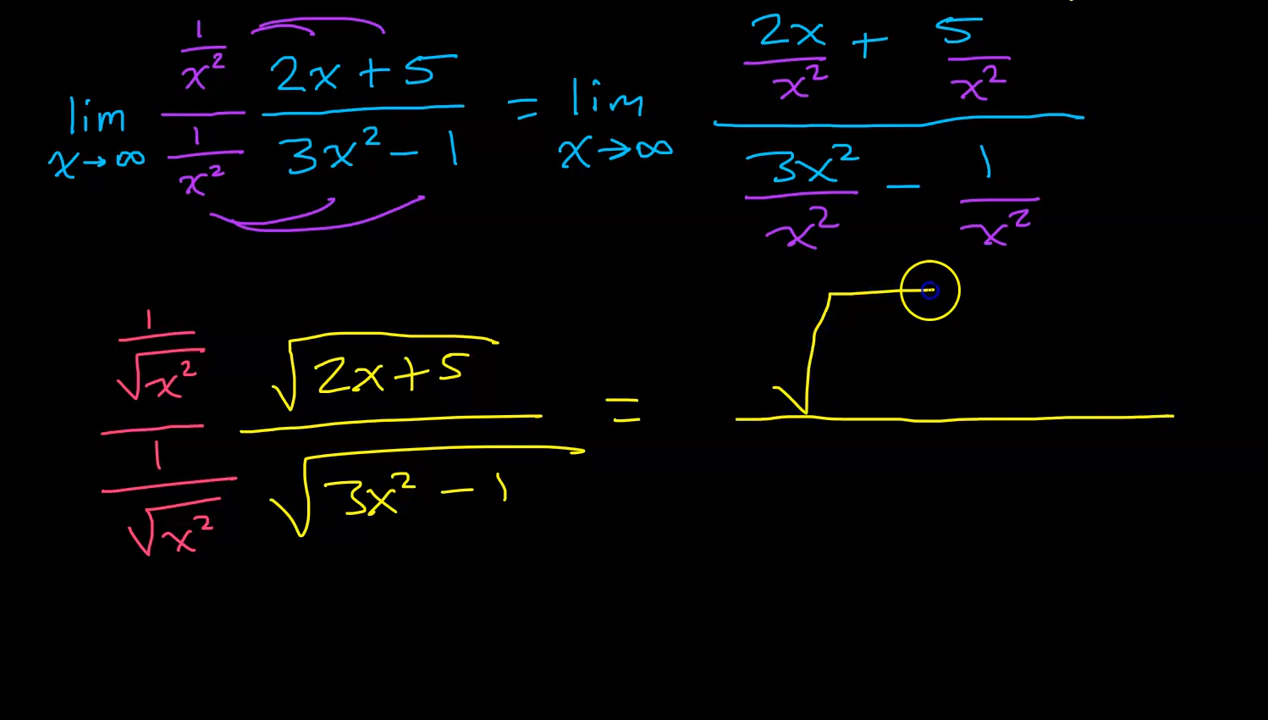 lim x→∞ (1/x²)/(1/x²) (2x + 5)/(3x² − 1) = lim x→∞ (2x/x² + 5/x²)/(3x²/x² − 1/x²)
(1/√x²)/(1/√x²) √(2x + 5)/√(3x² − 1) = √